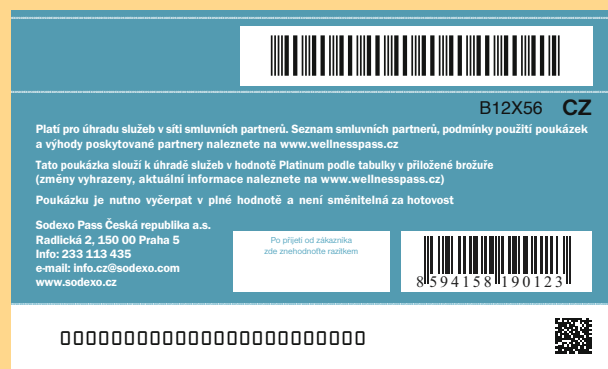 B12X56 CZ
Platí pro úhradu služeb v síti smluvních partnerů. Seznam smluvních partnerů, podmínky použití poukázek
a výhody poskytované partnery naleznete na www.wellnesspass.cz
Tato poukázka slouží k úhradě služeb v hodnotě Platinum podle tabulky v přiložené brožuře
(změny vyhrazeny, aktuální informace naleznete na www.wellnesspass.cz)
Poukázku je nutno vyčerpat v plné hodnotě a není směnitelná za hotovost
Sodexo Pass Česká republika a.s.
Radlická 2, 150 00 Praha 5
Info: 233 113 435
e-mail: info.cz@sodexo.com
www.sodexo.cz
Po přijetí od zákazníka
zde znehodnoťte razítkem
8 594158 190123